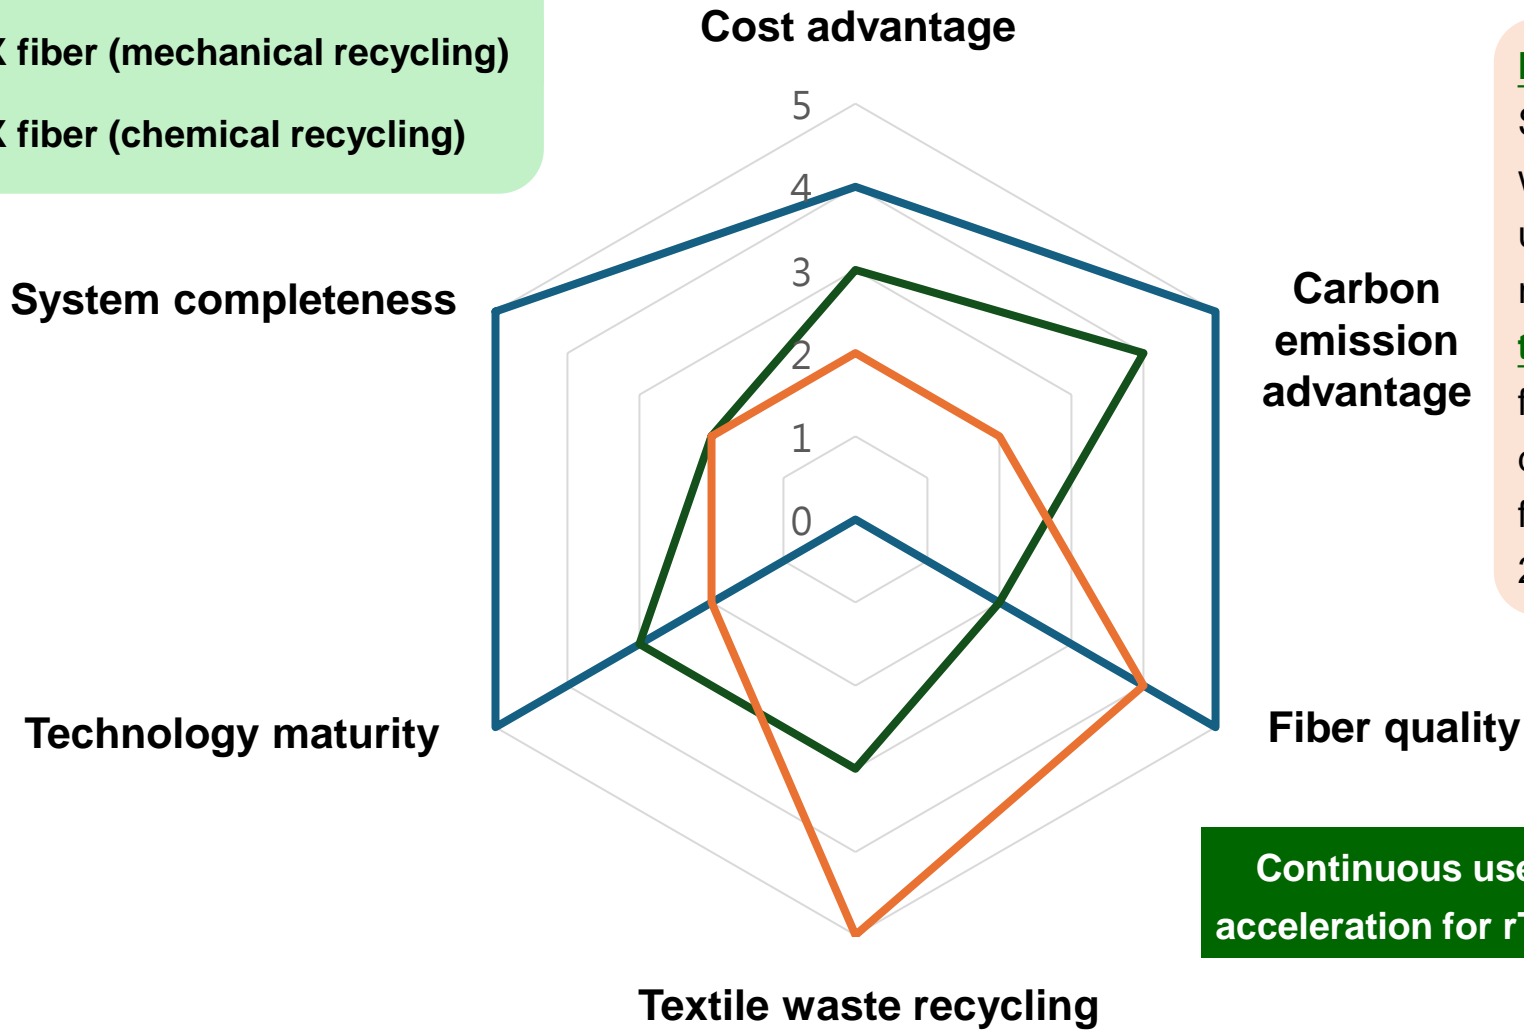 fiber (mechanical recycling)
fiber (chemical recycling)
Cost advantage
5
4
3
2
1
0
System completeness
Carbon
emission
advantage
Technology maturity
Fiber quality
Textile waste recycling
Continuous use
acceleration for